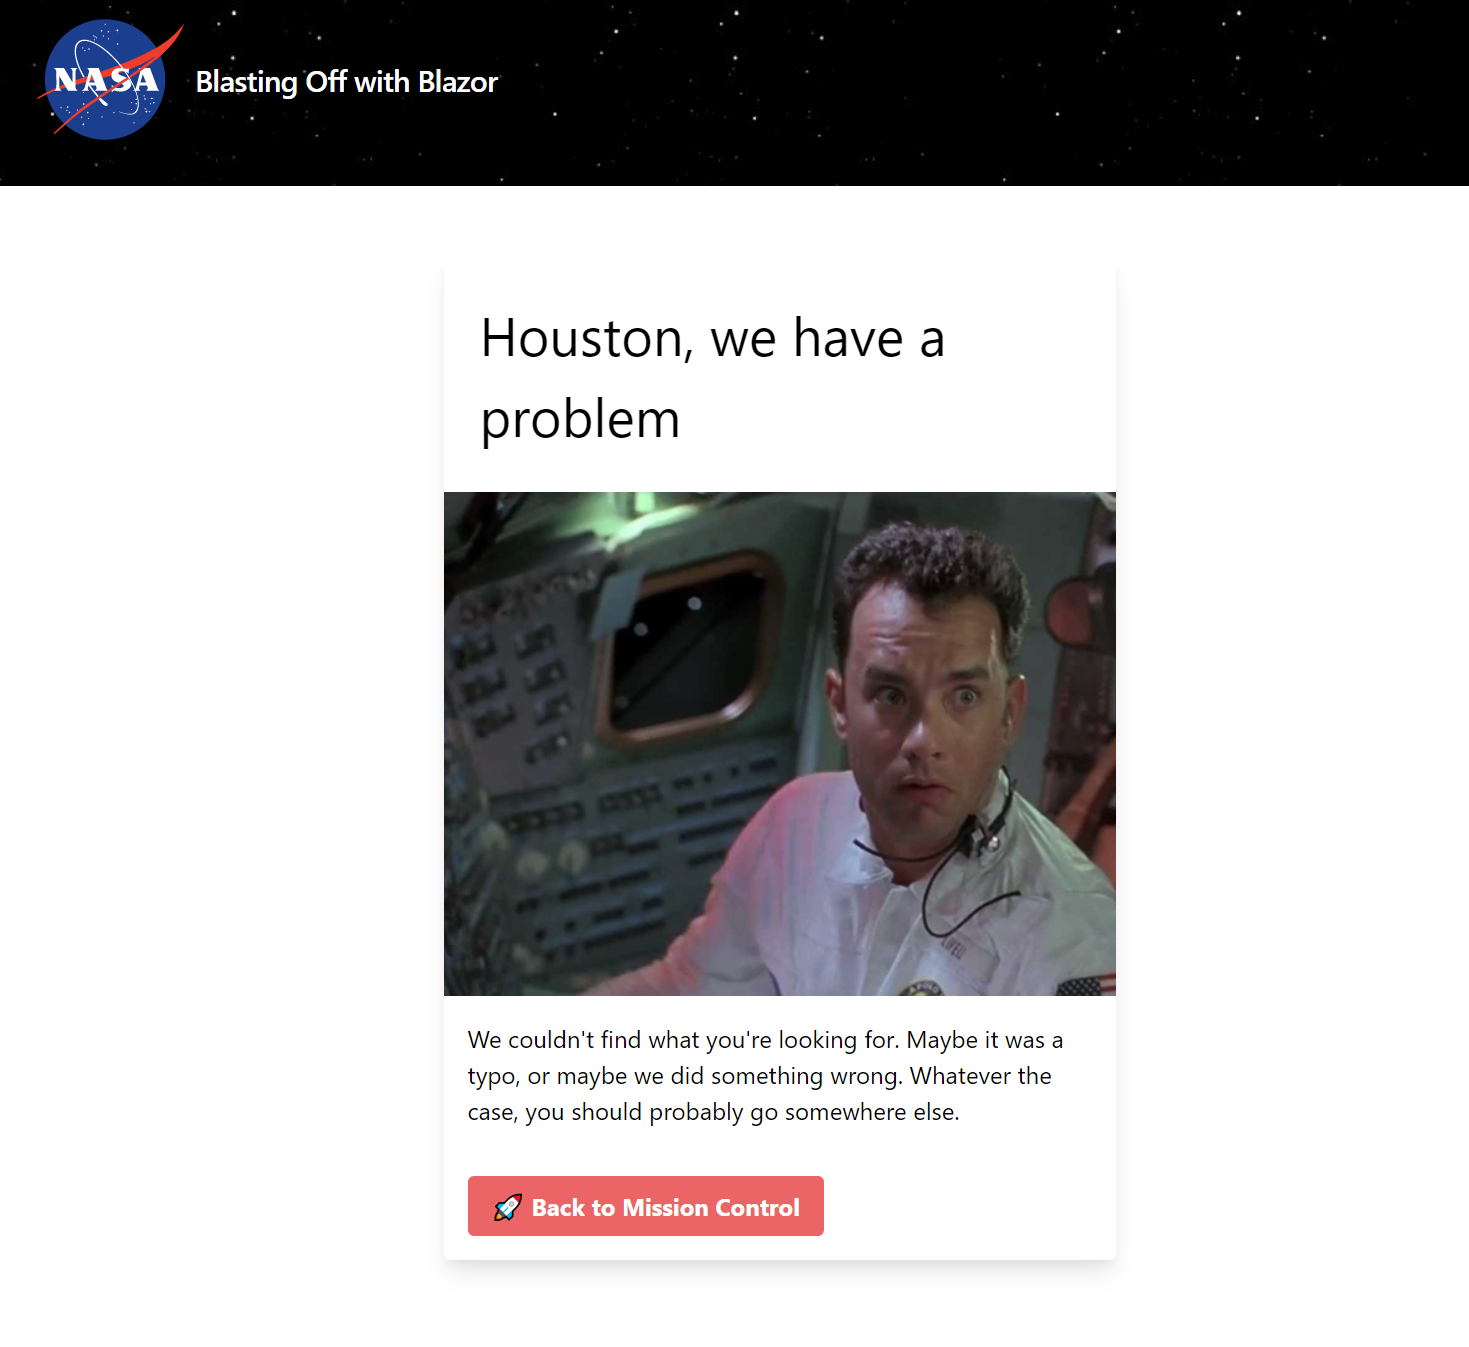 NASA
Blasting Off with Blazor
Houston, we have a
problem
LOVELL
APOLLO
We couldn't find what you're looking for. Maybe it was a
typo, or maybe we did something wrong. Whatever the
case, you should probably go somewhere else.
Back to Mission Control